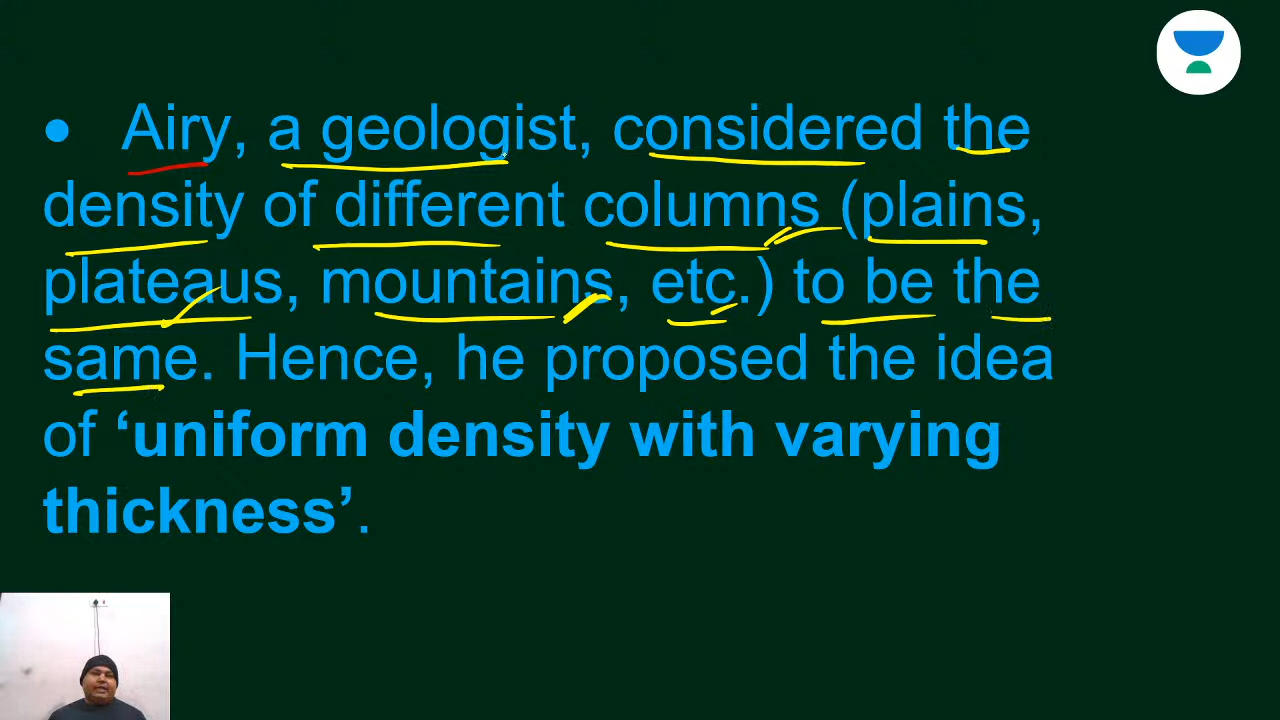 • Airy, a geologist, considered the
density of different columns (plains,
plateaus, mountains, etc.) to be the
same. Hence, he proposed the idea
of ‘uniform density with varying
thickness’.